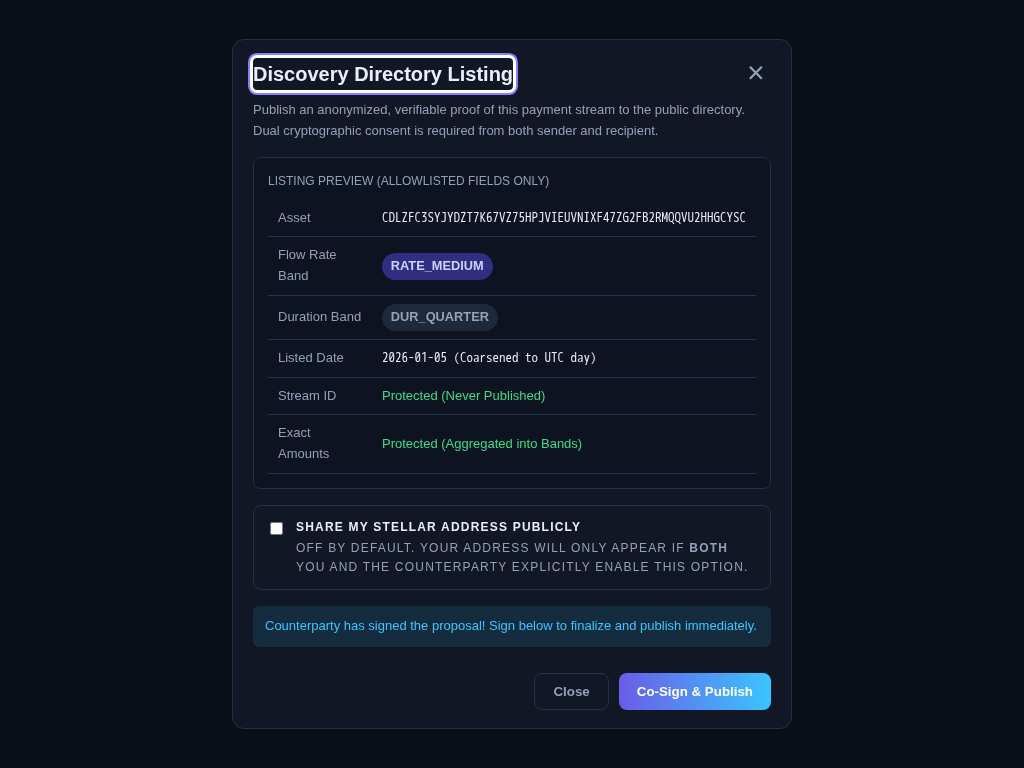 Discovery Directory Listing
Publish an anonymized, verifiable proof of this payment stream to the public directory.
Dual cryptographic consent is required from both sender and recipient.
LISTING PREVIEW (ALLOWLISTED FIELDS ONLY)
Asset CDLZFC3SYJYDZT7K67VZ75HPJVIEUVNIXF47ZG2FB2RMQQVU2HHGCYSC
Flow Rate
Band
RATE_MEDIUM
Duration Band DUR_QUARTER
Listed Date 2026-01-05 (Coarsened to UTC day)
Stream ID Protected (Never Published)
Exact
Amounts
Protected (Aggregated into Bands)
SHARE MY STELLAR ADDRESS PUBLICLY
OFF BY DEFAULT. YOUR ADDRESS WILL ONLY APPEAR IF BOTH
YOU AND THE COUNTERPARTY EXPLICITLY ENABLE THIS OPTION.
Counterparty has signed the proposal! Sign below to finalize and publish immediately.
Close Co-Sign & Publish